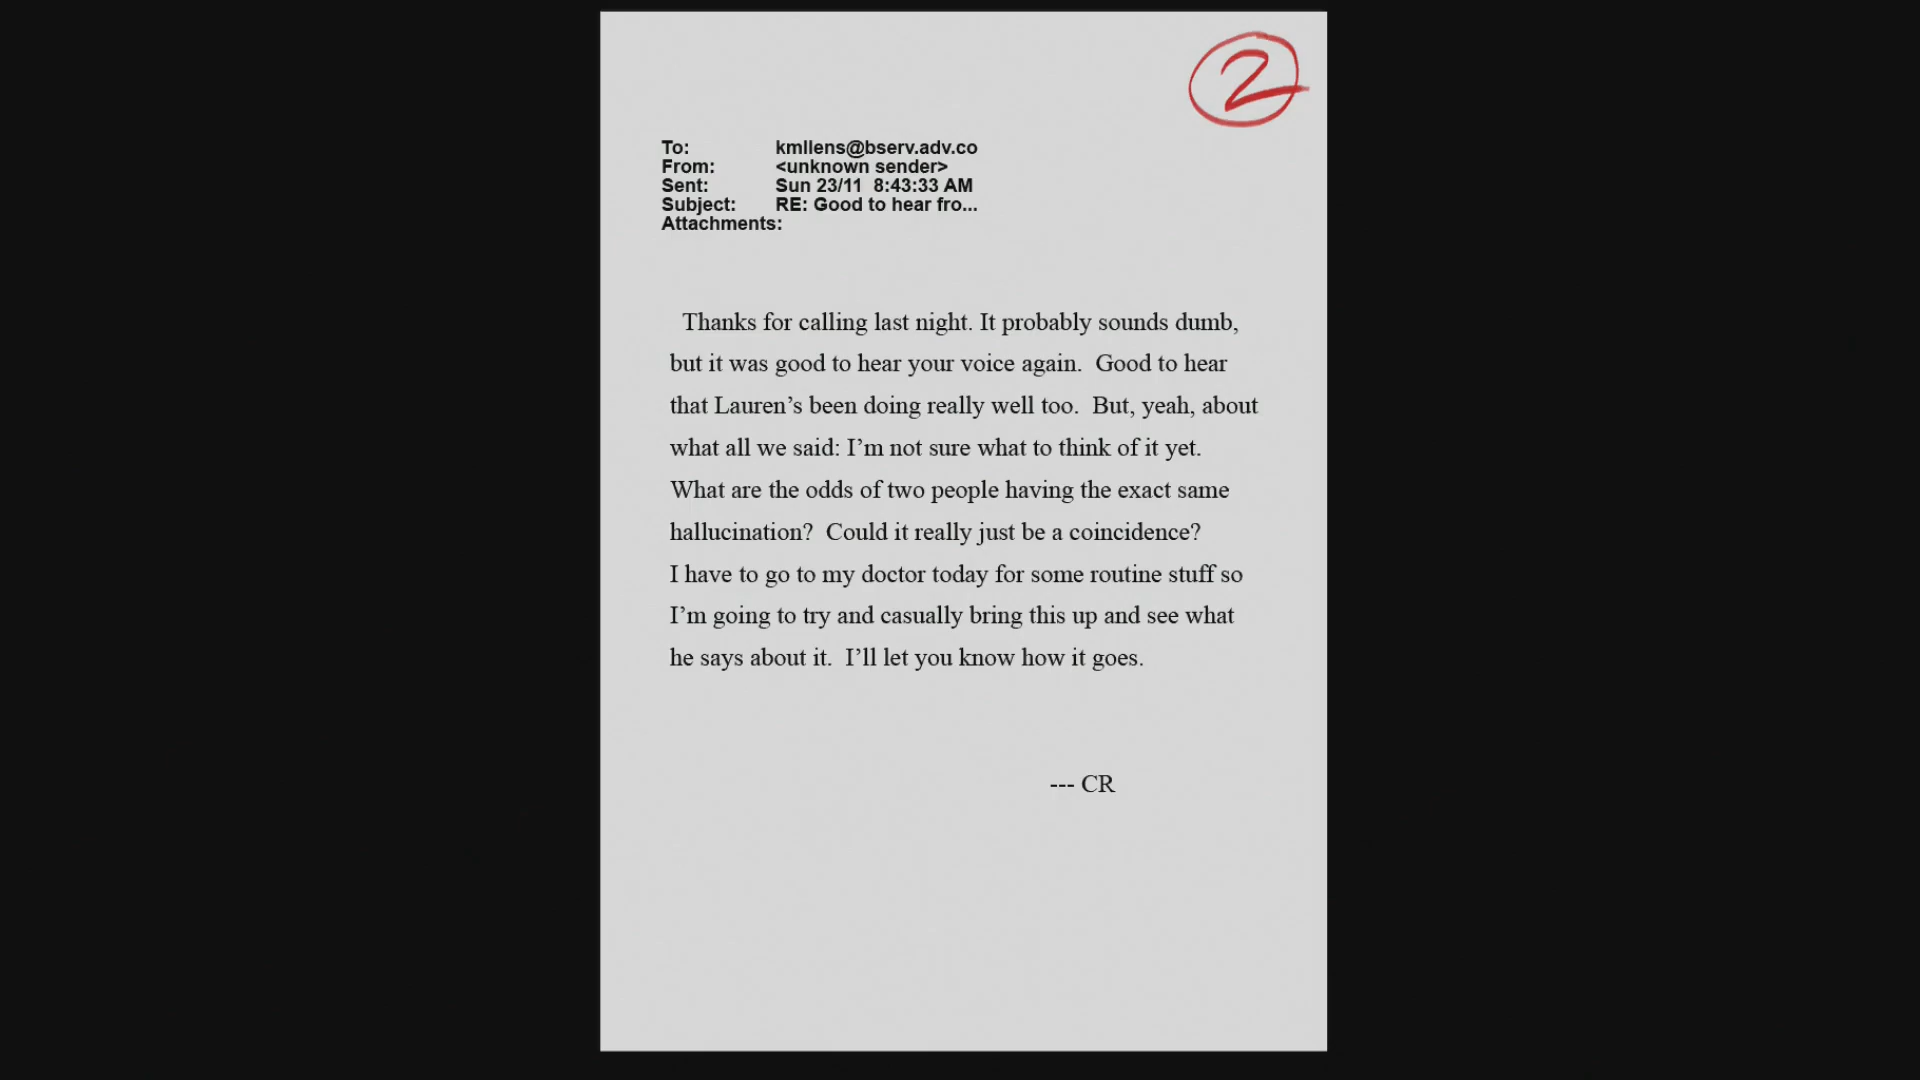 2
To: kmllens@bserv.adv.co
From: <unknown sender>
Sent: Sun 23/11  8:43:33 AM
Subject: RE: Good to hear fro...
Attachments:
Thanks for calling last night. It probably sounds dumb,
but it was good to hear your voice again.  Good to hear
that Lauren’s been doing really well too.  But, yeah, about
what all we said: I’m not sure what to think of it yet.
What are the odds of two people having the exact same
hallucination?  Could it really just be a coincidence?
I have to go to my doctor today for some routine stuff so
I’m going to try and casually bring this up and see what
he says about it.  I’ll let you know how it goes.
--- CR